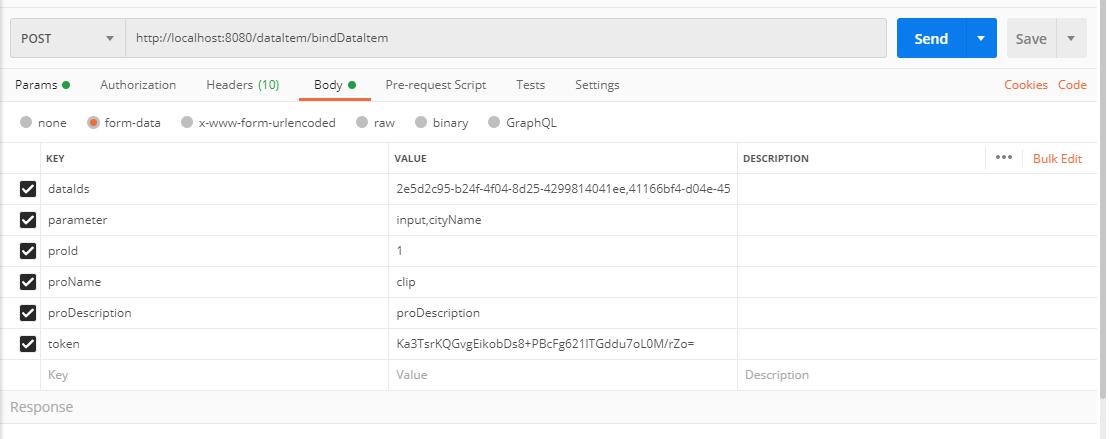 POST http://localhost:8080/dataItem/bindDataItem Send Save
Params Authorization Headers (10) Body Pre-request Script Tests Settings Cookies Code
none form-data x-www-form-urlencoded raw binary GraphQL
KEY VALUE DESCRIPTION ••• Bulk Edit
dataIds 2e5d2c95-b24f-4f04-8d25-4299814041ee,41166bf4-d04e-45
parameter input,cityName
proId 1
proName clip
proDescription proDescription
token Ka3TsrKQGvgEikobDs8+PBcFg621ITGddu7oL0M/rZo=
Key Value Description
Response